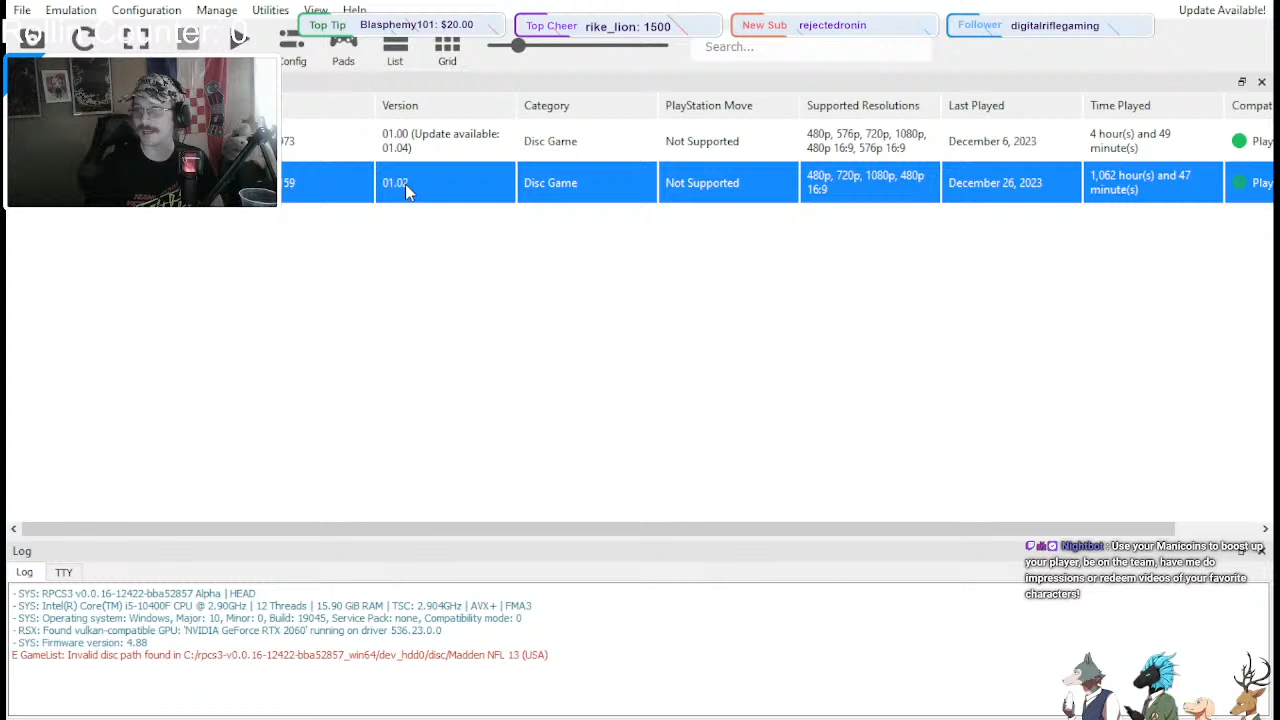 File Emulation Configuration Manage Utilities View Help Update Available!
Rollin Counter: 0
Top Tip Blasphemy101: $20.00 Top Cheer rike_lion: 1500 New Sub rejectedronin Follower digitalriflegaming
Config Pads List Grid Search...
Version Category PlayStation Move Supported Resolutions Last Played Time Played Compat
973 01.00 (Update available: 01.04) Disc Game Not Supported 480p, 576p, 720p, 1080p, 480p 16:9, 576p 16:9 December 6, 2023 4 hour(s) and 49 minute(s) Play
59 01.02 Disc Game Not Supported 480p, 720p, 1080p, 480p 16:9 December 26, 2023 1,062 hour(s) and 47 minute(s) Play
Log
Nightbot: Use your Manicoins to boost up
your player, be on the team, have me do
impressions or redeem videos of your favorite
characters!
Log TTY
- SYS: RPCS3 v0.0.16-12422-bba52857 Alpha | HEAD
- SYS: Intel(R) Core(TM) i5-10400F CPU @ 2.90GHz | 12 Threads | 15.90 GiB RAM | TSC: 2.904GHz | AVX+ | FMA3
- SYS: Operating system: Windows, Major: 10, Minor: 0, Build: 19045, Service Pack: none, Compatibility mode: 0
- RSX: Found vulkan-compatible GPU: 'NVIDIA GeForce RTX 2060' running on driver 536.23.0.0
- SYS: Firmware version: 4.88
E GameList: Invalid disc path found in C:/rpcs3-v0.0.16-12422-bba52857_win64/dev_hdd0/disc/Madden NFL 13 (USA)